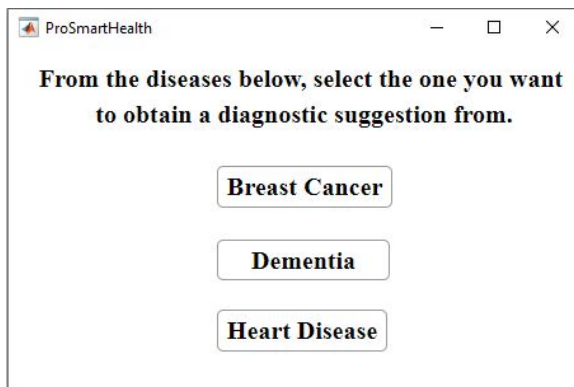 ProSmartHealth
From the diseases below, select the one you want
to obtain a diagnostic suggestion from.
Breast Cancer
Dementia
Heart Disease